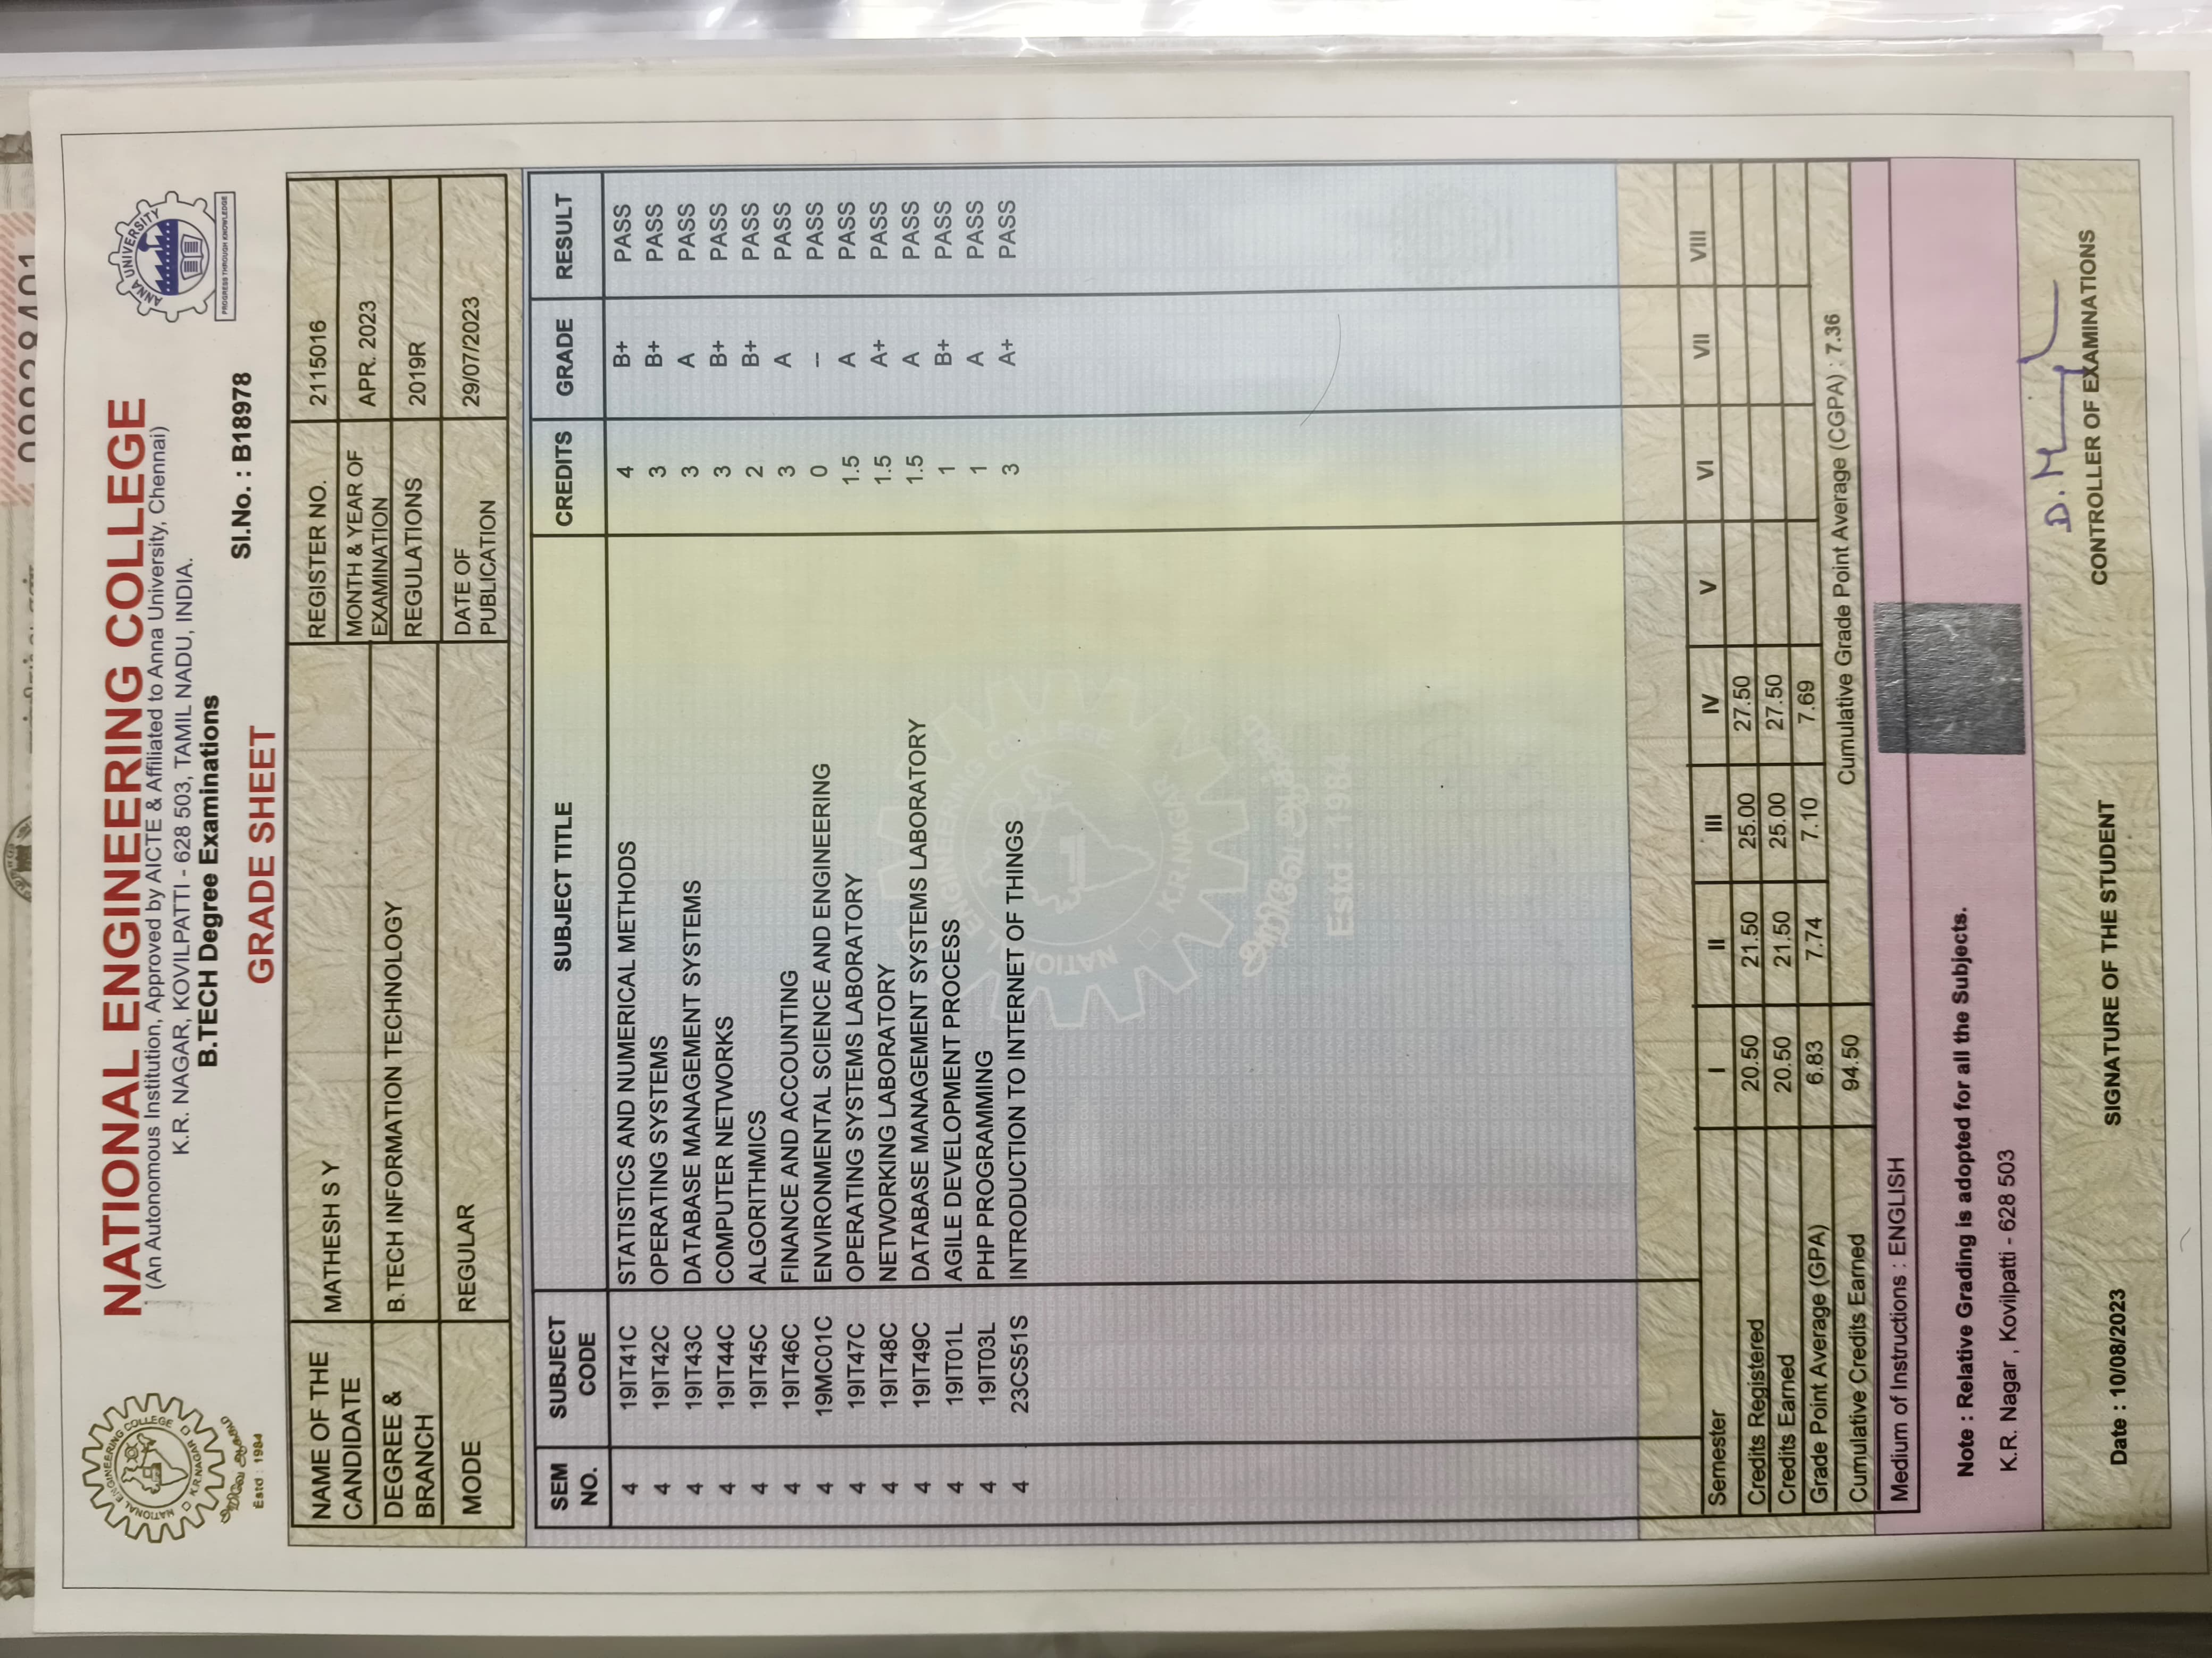 NATIONAL ENGINEERING COLLEGE
(An Autonomous Institution, Approved by AICTE & Affiliated to Anna University, Chennai)
K.R. NAGAR, KOVILPATTI - 628 503, TAMIL NADU, INDIA.
B.TECH Degree Examinations
Sl.No. : B18978
GRADE SHEET
NATIONAL ENGINEERING COLLEGE
K.R.NAGAR
Estd : 1984
ANNA UNIVERSITY
PROGRESS THROUGH KNOWLEDGE
NAME OF THE CANDIDATE MATHESH S Y REGISTER NO. 2115016
MONTH & YEAR OF EXAMINATION APR. 2023
DEGREE & BRANCH B.TECH INFORMATION TECHNOLOGY REGULATIONS 2019R
MODE REGULAR DATE OF PUBLICATION 29/07/2023
SEM NO. SUBJECT CODE SUBJECT TITLE CREDITS GRADE RESULT
4 19IT41C STATISTICS AND NUMERICAL METHODS 4 B+ PASS
4 19IT42C OPERATING SYSTEMS 3 B+ PASS
4 19IT43C DATABASE MANAGEMENT SYSTEMS 3 A PASS
4 19IT44C COMPUTER NETWORKS 3 B+ PASS
4 19IT45C ALGORITHMICS 2 B+ PASS
4 19IT46C FINANCE AND ACCOUNTING 3 A PASS
4 19MC01C ENVIRONMENTAL SCIENCE AND ENGINEERING 0 -- PASS
4 19IT47C OPERATING SYSTEMS LABORATORY 1.5 A PASS
4 19IT48C NETWORKING LABORATORY 1.5 A+ PASS
4 19IT49C DATABASE MANAGEMENT SYSTEMS LABORATORY 1.5 A PASS
4 19IT01L AGILE DEVELOPMENT PROCESS 1 B+ PASS
4 19IT03L PHP PROGRAMMING 1 A PASS
4 23CS51S INTRODUCTION TO INTERNET OF THINGS 3 A+ PASS
NATIONAL ENGINEERING COLLEGE
K.R.NAGAR
Estd : 1984
Semester I II III IV V VI VII VIII
Credits Registered 20.50 21.50 25.00 27.50
Credits Earned 20.50 21.50 25.00 27.50
Grade Point Average (GPA) 6.83 7.74 7.10 7.69
Cumulative Credits Earned 94.50 Cumulative Grade Point Average (CGPA) : 7.36
Medium of Instructions : ENGLISH
Note : Relative Grading is adopted for all the Subjects.
K.R. Nagar , Kovilpatti - 628 503
Date : 10/08/2023 SIGNATURE OF THE STUDENT CONTROLLER OF EXAMINATIONS